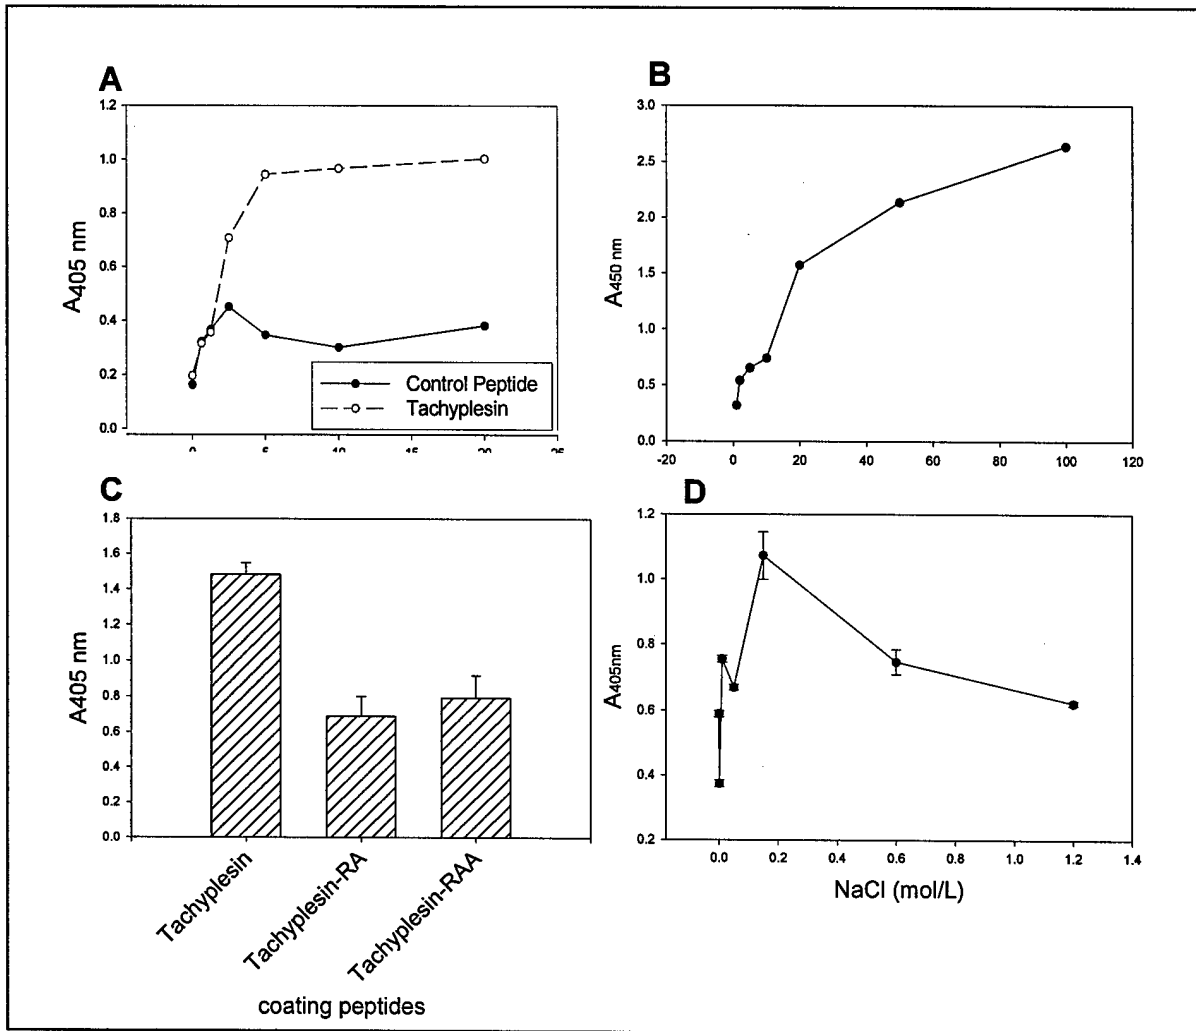 A
1.2
1.0
0.8
0.6
0.4
0.2
0.0
A405 nm
0 5 10 15 20 25
Control Peptide
Tachyplesin
B
3.0
2.5
2.0
1.5
1.0
0.5
0.0
A450 nm
-20 0 20 40 60 80 100 120
C
1.8
1.6
1.4
1.2
1.0
0.8
0.6
0.4
0.2
0.0
A405 nm
Tachyplesin
Tachyplesin-RA
Tachyplesin-RAA
coating peptides
D
1.2
1.0
0.8
0.6
0.4
0.2
A405nm
0.0 0.2 0.4 0.6 0.8 1.0 1.2 1.4
NaCl (mol/L)